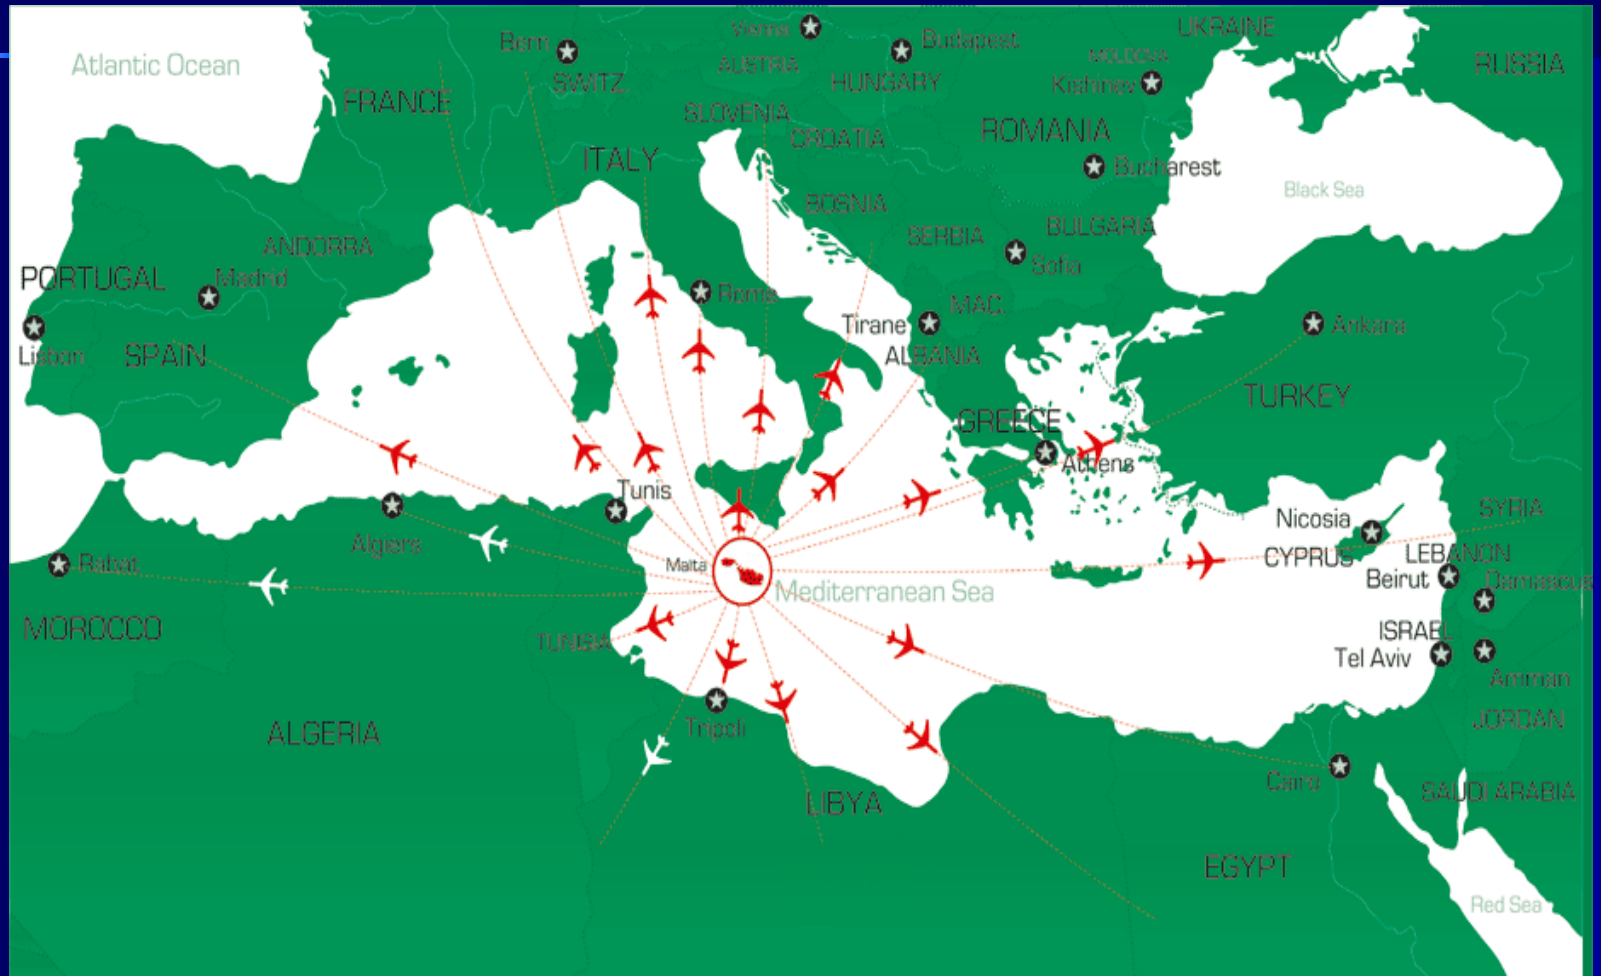 Atlantic Ocean
FRANCE
Bern
SWITZ.
Vienna
AUSTRIA
Budapest
HUNGARY
SLOVENIA
CROATIA
ITALY
MOLDOVA
Kishinev
UKRAINE
RUSSIA
ROMANIA
Bucharest
Black Sea
BOSNIA
SERBIA
BULGARIA
Sofia
ANDORRA
PORTUGAL
Madrid
Lisbon
SPAIN
Roma
Tirane
MAC.
ALBANIA
Ankara
TURKEY
GREECE
Athens
Tunis
Algiers
Rabat
MOROCCO
Malta
Mediterranean Sea
TUNISIA
Nicosia
CYPRUS
SYRIA
LEBANON
Beirut
Damascus
ISRAEL
Tel Aviv
Amman
JORDAN
ALGERIA
Tripoli
LIBYA
Cairo
SAUDI ARABIA
EGYPT
Red Sea